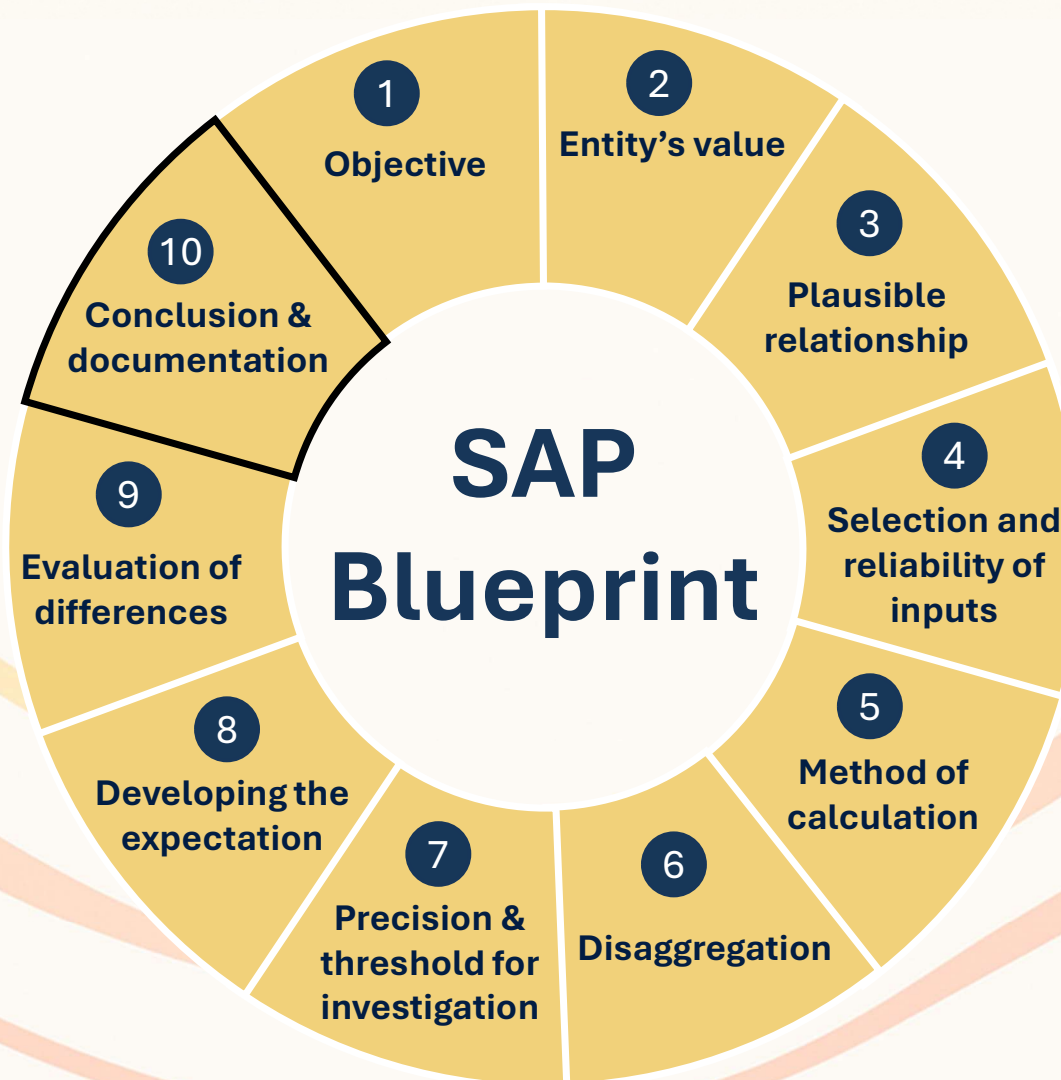 1
Objective
2
Entity’s value
3
Plausible
relationship
4
Selection and
reliability of
inputs
5
Method of
calculation
6
Disaggregation
7
Precision &
threshold for
investigation
8
Developing the
expectation
9
Evaluation of
differences
10
Conclusion &
documentation
SAP
Blueprint